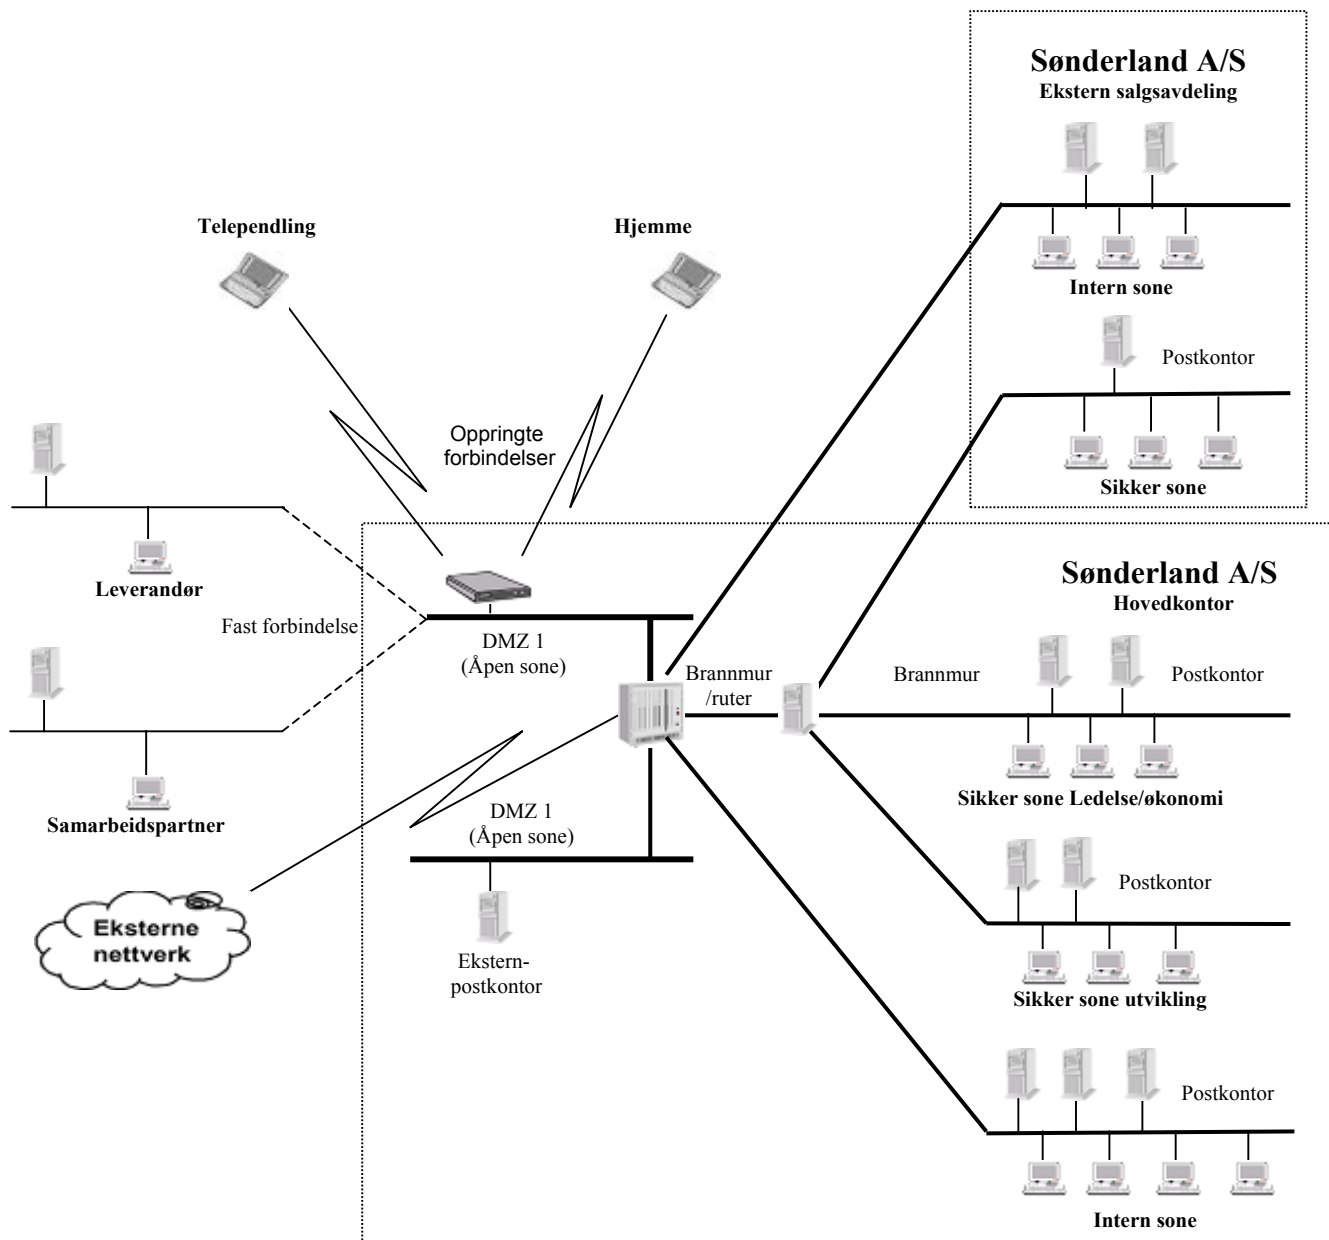 Sønderland A/S
Ekstern salgsavdeling
Intern sone
Postkontor
Sikker sone
Telependling
Hjemme
Oppringte
forbindelser
Leverandør
Fast forbindelse
Samarbeidspartner
Eksterne
nettverk
DMZ 1
(Åpen sone)
Brannmur
/ruter
DMZ 1
(Åpen sone)
Ekstern-
postkontor
Sønderland A/S
Hovedkontor
Brannmur
Postkontor
Sikker sone Ledelse/økonomi
Postkontor
Sikker sone utvikling
Postkontor
Intern sone